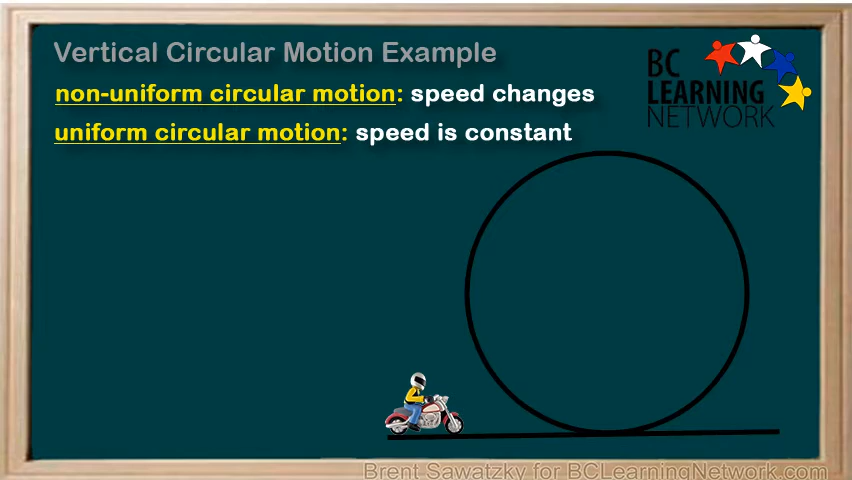 Vertical Circular Motion Example
non-uniform circular motion: speed changes
uniform circular motion: speed is constant
BC
LEARNING
NETWORK
Brent Sawatzky for BCLearningNetwork.com